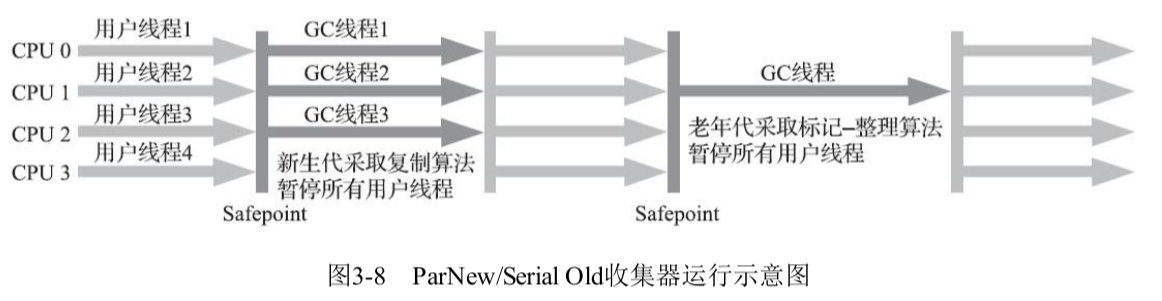 用户线程1
GC线程1
CPU 0
用户线程2
GC线程2
GC线程
CPU 1
用户线程3
GC线程3
CPU 2
用户线程4
CPU 3
新生代采取复制算法
暂停所有用户线程
老年代采取标记–整理算法
暂停所有用户线程
Safepoint
Safepoint
图3-8 ParNew/Serial Old收集器运行示意图